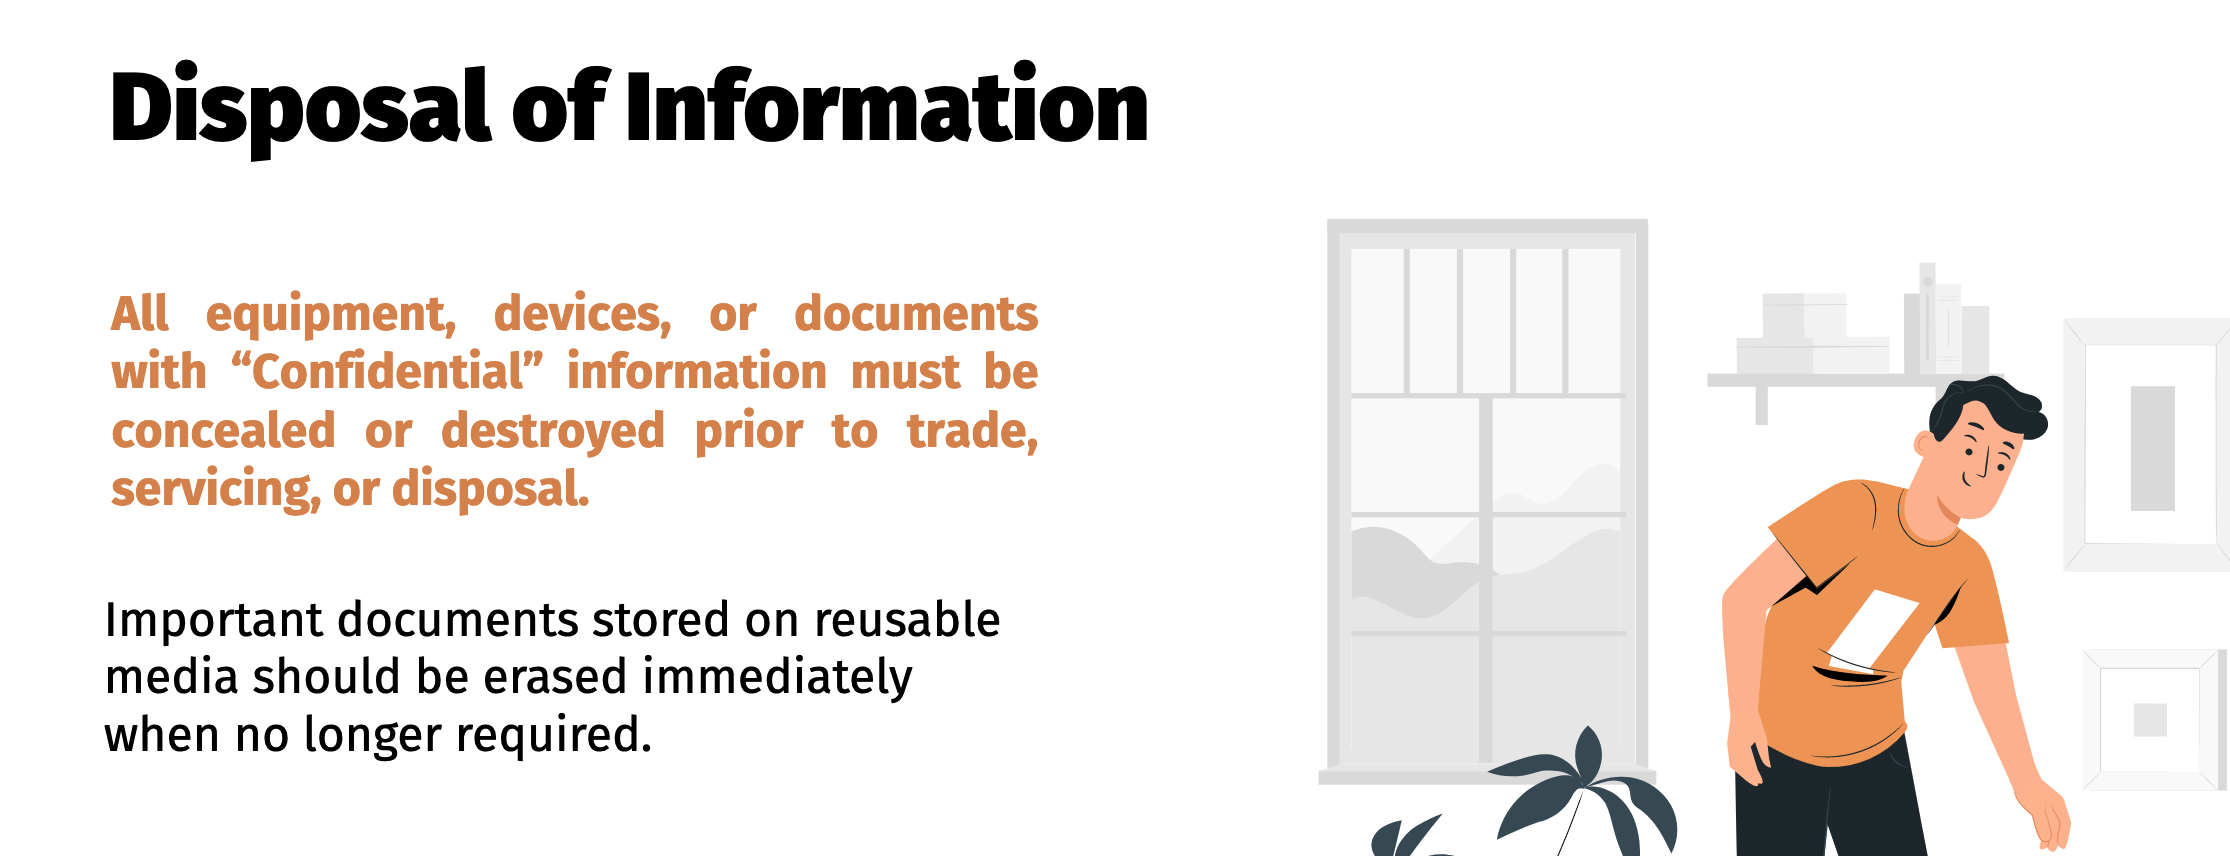 Disposal of Information
All equipment, devices, or documents
with “Confidential” information must be
concealed or destroyed prior to trade,
servicing, or disposal.
Important documents stored on reusable
media should be erased immediately
when no longer required.